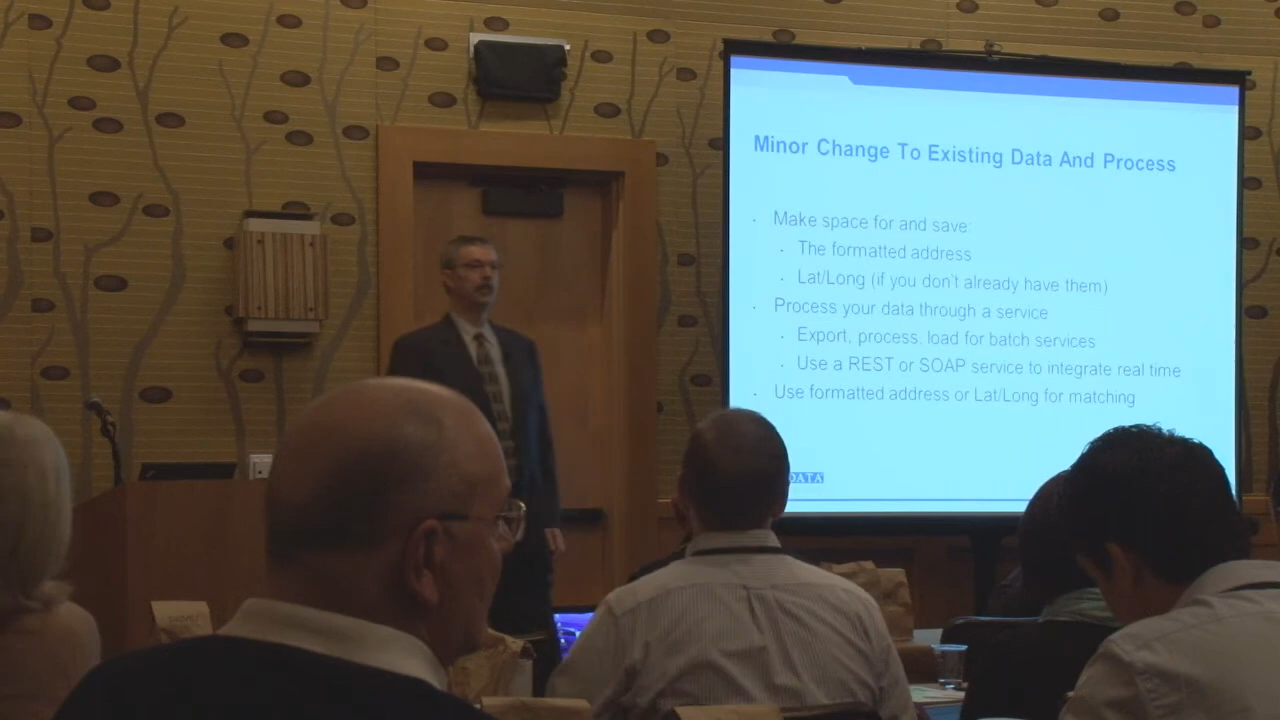 Minor Change To Existing Data And Process
Make space for and save:
The formatted address
Lat/Long (if you don't already have them)
Process your data through a service
Export, process, load for batch services
Use a REST or SOAP service to integrate real time
Use formatted address or Lat/Long for matching
DATA